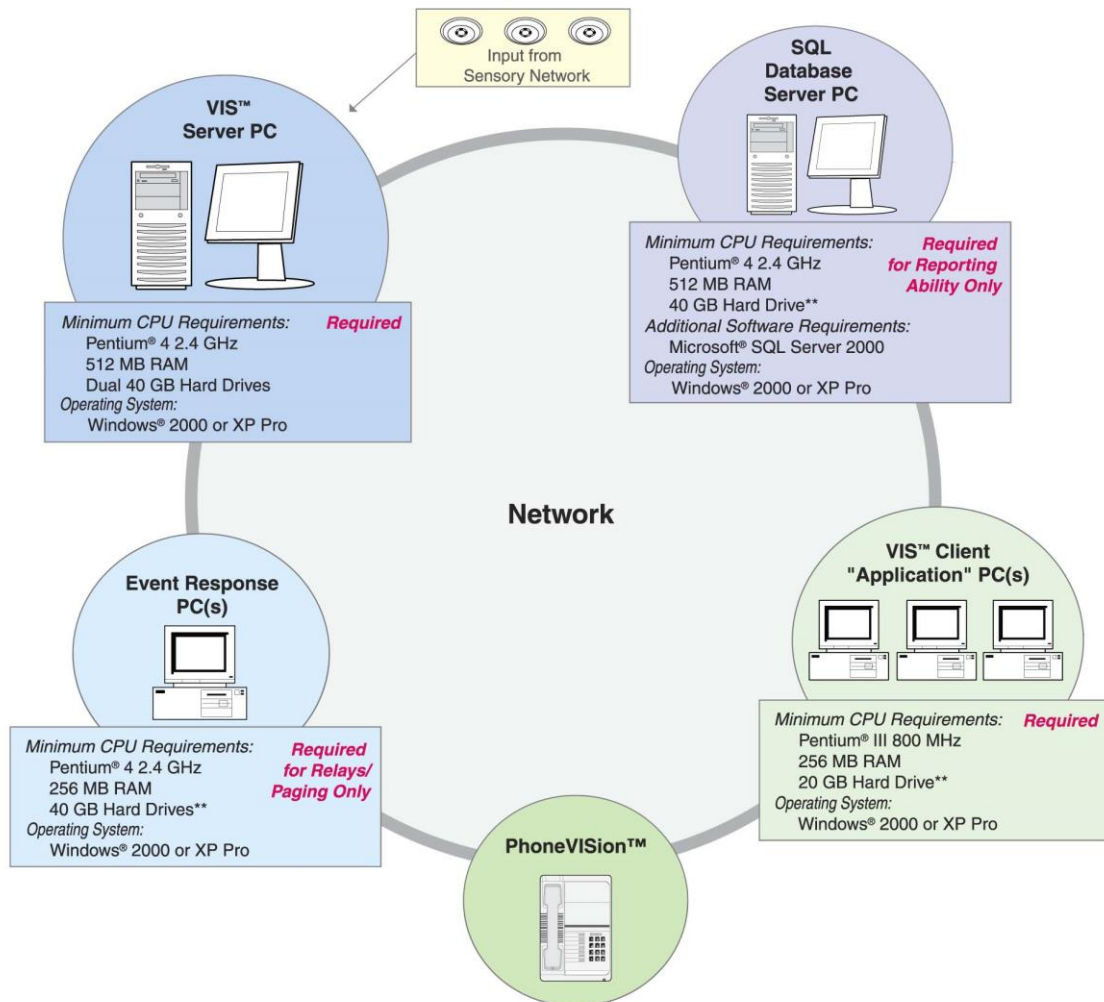 Input from
Sensory Network
VIS™
Server PC
Minimum CPU Requirements: Required
Pentium® 4 2.4 GHz
512 MB RAM
Dual 40 GB Hard Drives
Operating System:
Windows® 2000 or XP Pro
SQL
Database
Server PC
Minimum CPU Requirements: Required
Pentium® 4 2.4 GHz for Reporting
512 MB RAM Ability Only
40 GB Hard Drive**
Additional Software Requirements:
Microsoft® SQL Server 2000
Operating System:
Windows® 2000 or XP Pro
Network
Event Response
PC(s)
Minimum CPU Requirements: Required
Pentium® 4 2.4 GHz for Relays/
256 MB RAM Paging Only
40 GB Hard Drives**
Operating System:
Windows® 2000 or XP Pro
VIS™ Client
"Application" PC(s)
Minimum CPU Requirements: Required
Pentium® III 800 MHz
256 MB RAM
20 GB Hard Drive**
Operating System:
Windows® 2000 or XP Pro
PhoneVISion™